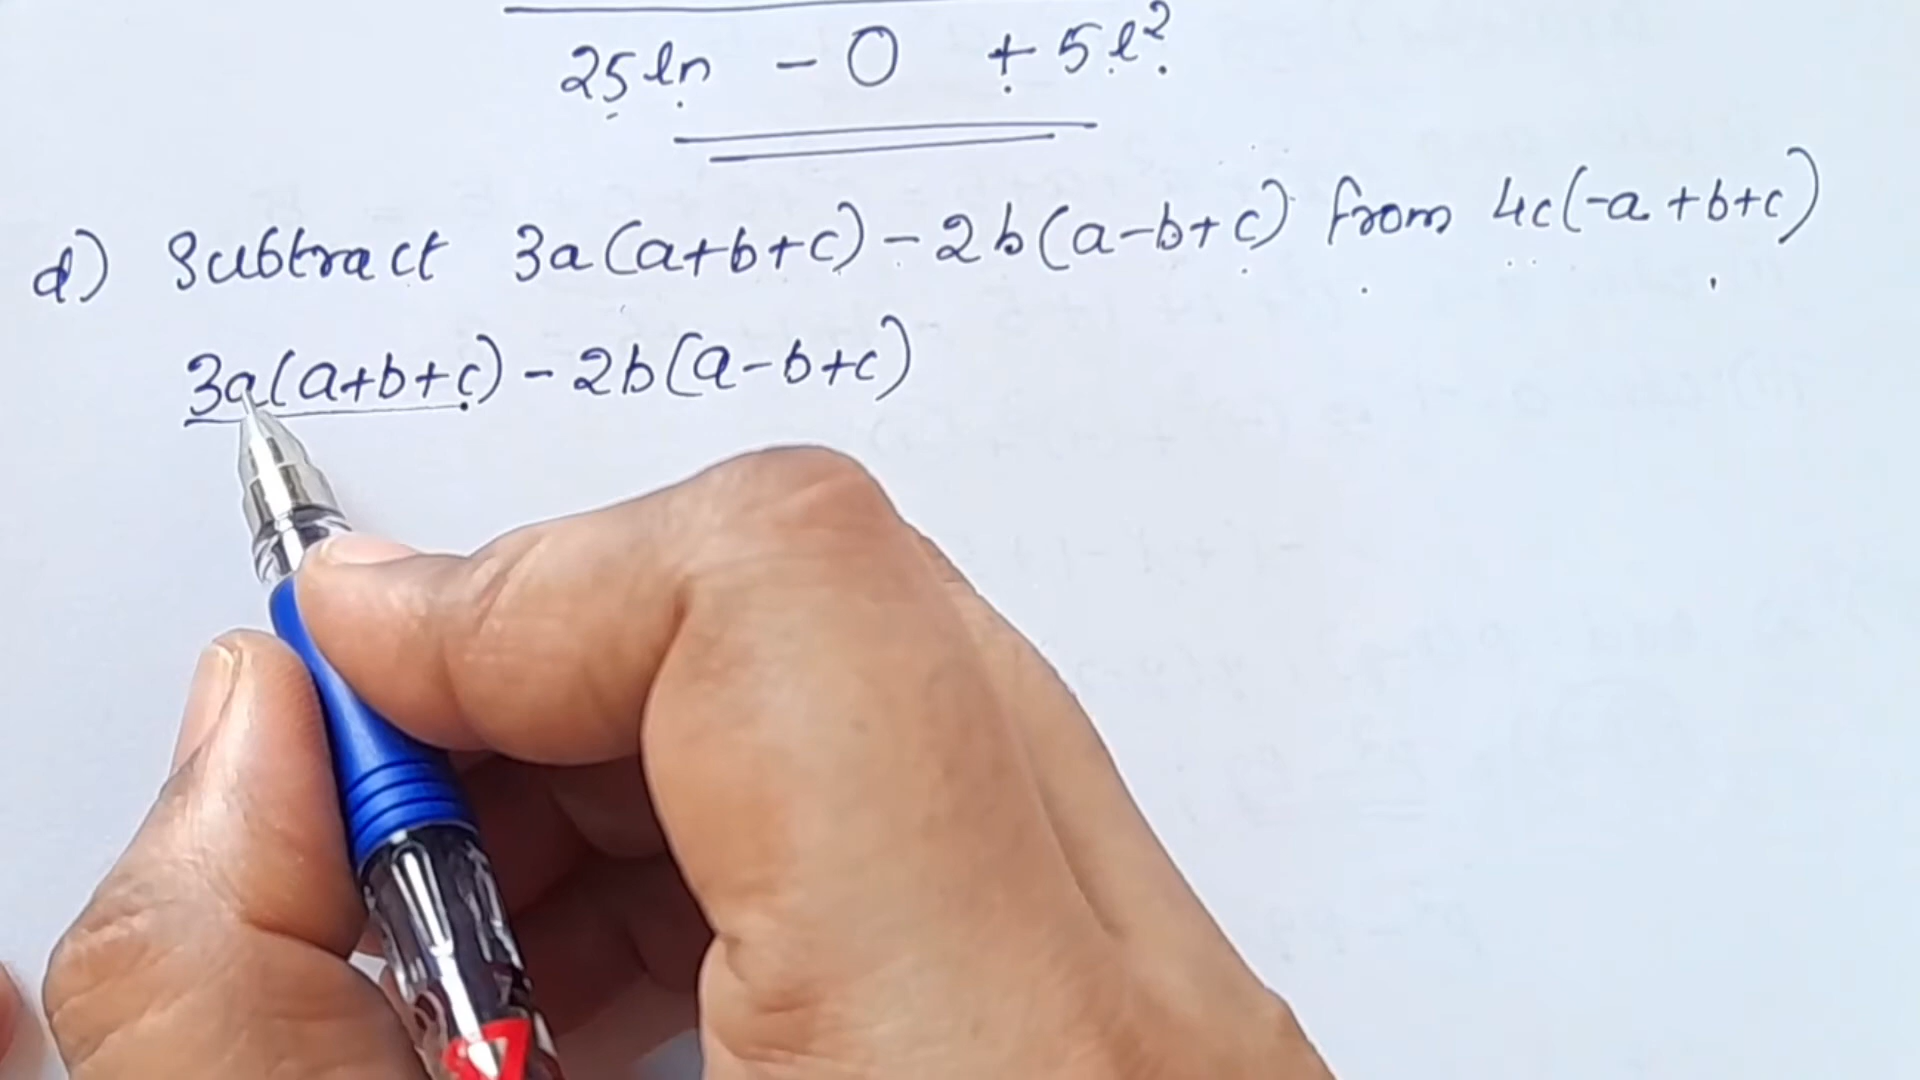 25ln - 0 + 5l²
d) Subtract 3a(a+b+c) - 2b(a-b+c) from 4c(-a+b+c)
3a(a+b+c) - 2b(a-b+c)